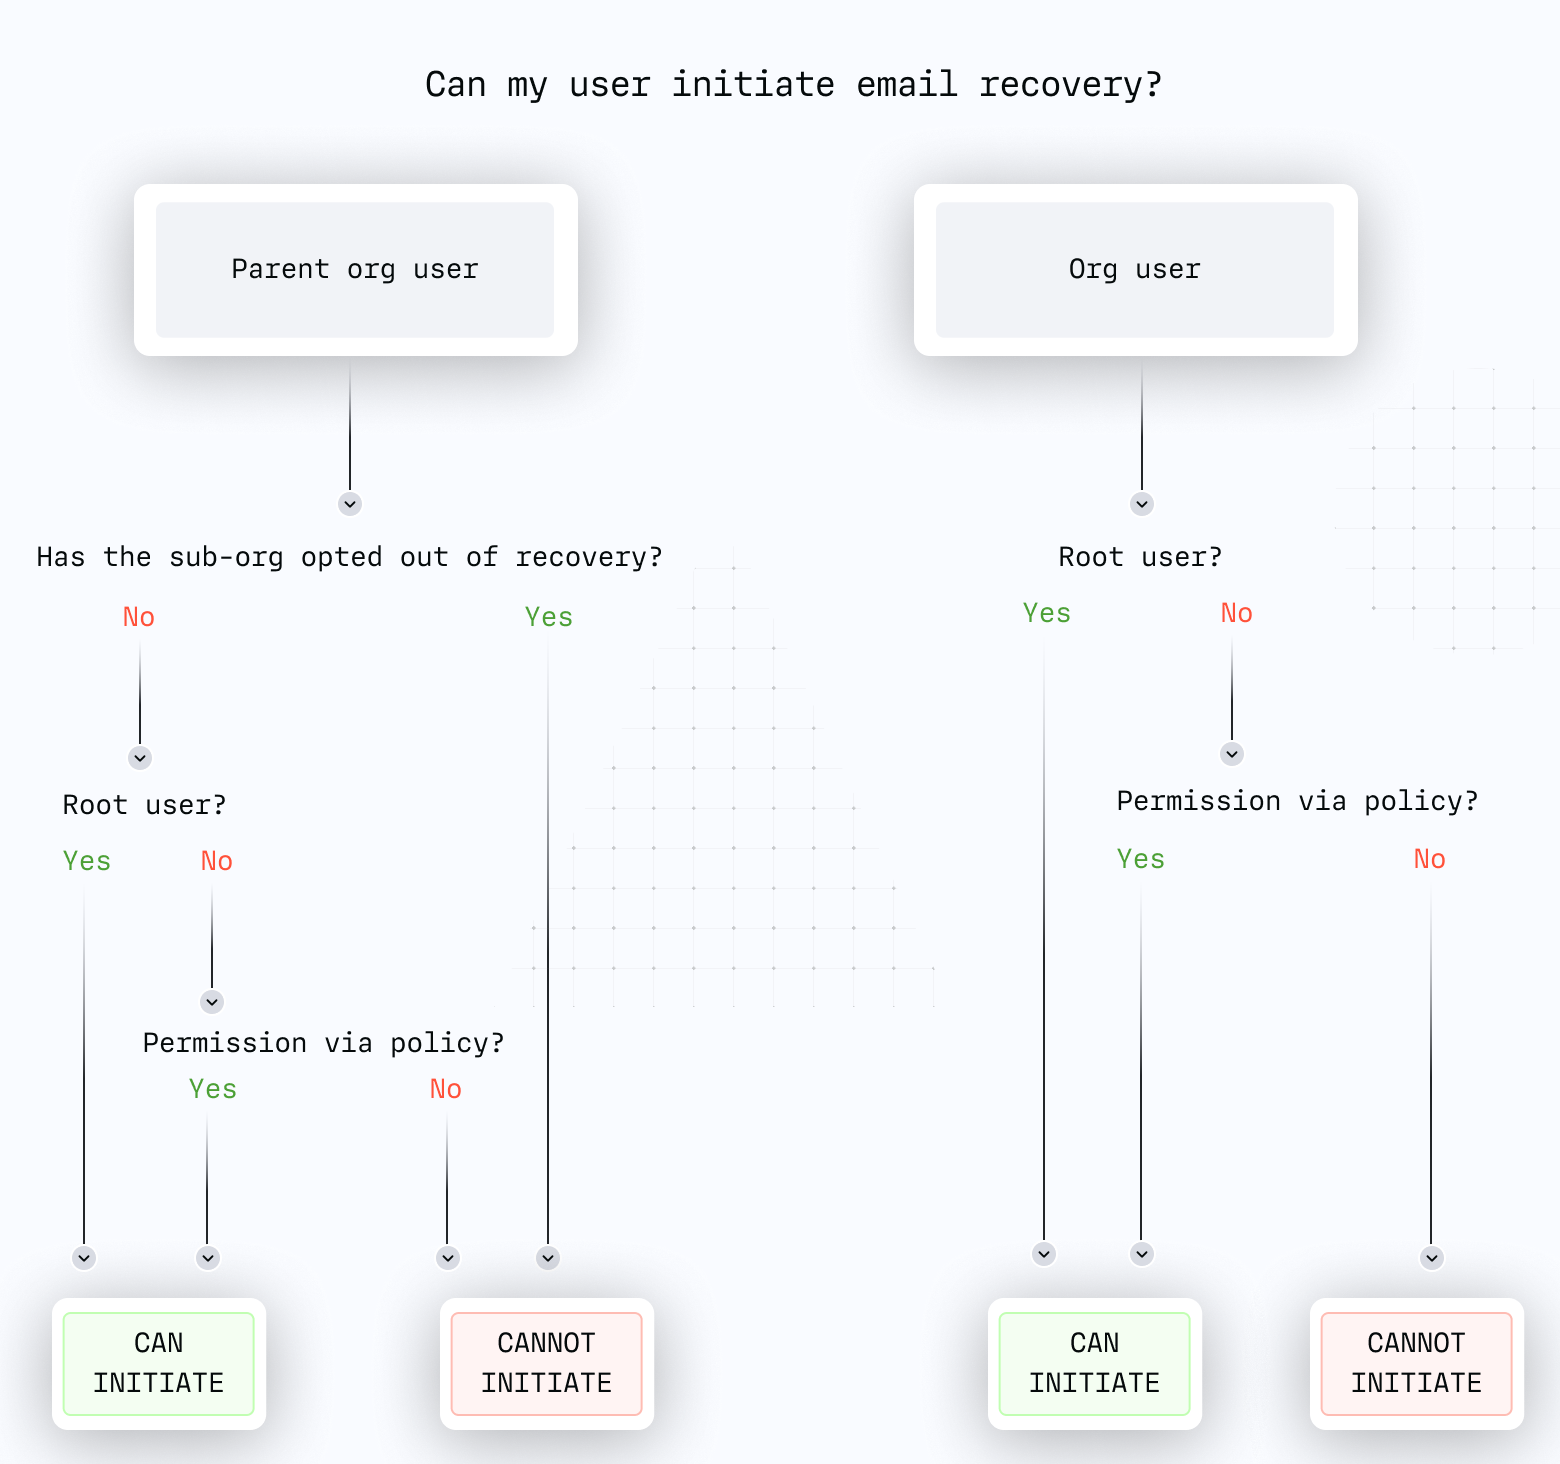 Can my user initiate email recovery?
Parent org user
Has the sub-org opted out of recovery?
No
Yes
Root user?
Yes
No
Permission via policy?
Yes
No
CAN
INITIATE
CANNOT
INITIATE
Org user
Root user?
Yes
No
Permission via policy?
Yes
No
CAN
INITIATE
CANNOT
INITIATE